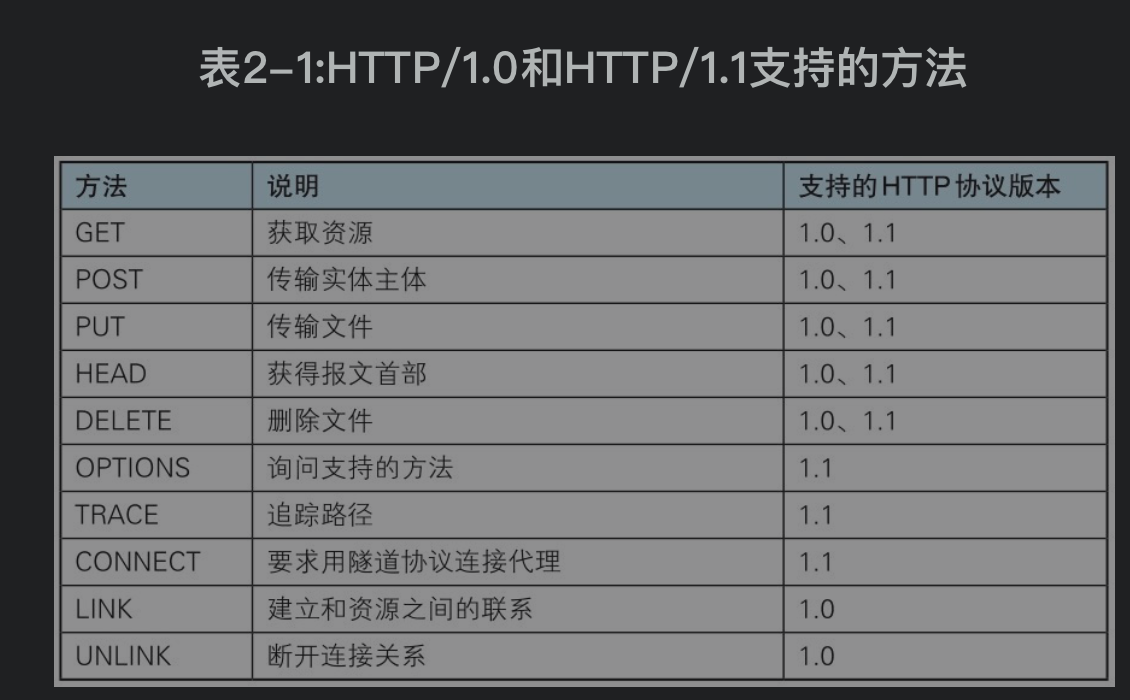 表2-1:HTTP/1.0和HTTP/1.1支持的方法
方法 说明 支持的HTTP协议版本
GET 获取资源 1.0、1.1
POST 传输实体主体 1.0、1.1
PUT 传输文件 1.0、1.1
HEAD 获得报文首部 1.0、1.1
DELETE 删除文件 1.0、1.1
OPTIONS 询问支持的方法 1.1
TRACE 追踪路径 1.1
CONNECT 要求用隧道协议连接代理 1.1
LINK 建立和资源之间的联系 1.0
UNLINK 断开连接关系 1.0